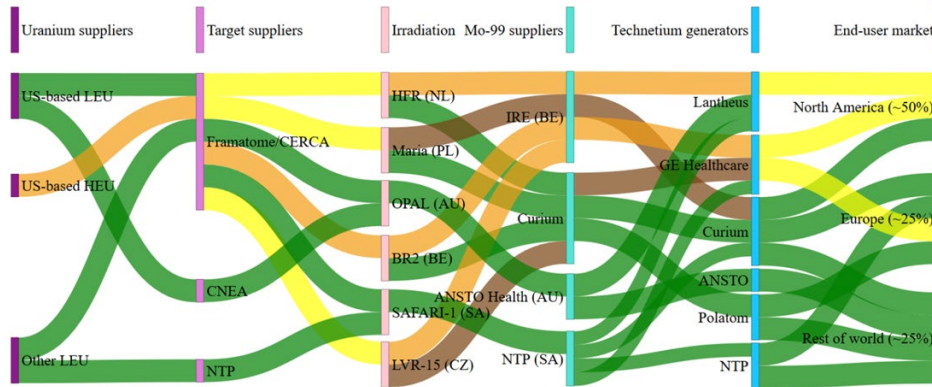 Uranium suppliers
Target suppliers
Irradiation
Mo-99 suppliers
Technetium generators
End-user market
US-based LEU
US-based HEU
Other LEU
Framatome/CERCA
CNEA
NTP
HFR (NL)
Maria (PL)
OPAL (AU)
BR2 (BE)
SAFARI-1 (SA)
LVR-15 (CZ)
IRE (BE)
Curium
ANSTO Health (AU)
NTP (SA)
Lantheus
GE Healthcare
Curium
ANSTO
Polatom
NTP
North America (~50%)
Europe (~25%)
Rest of world (~25%)